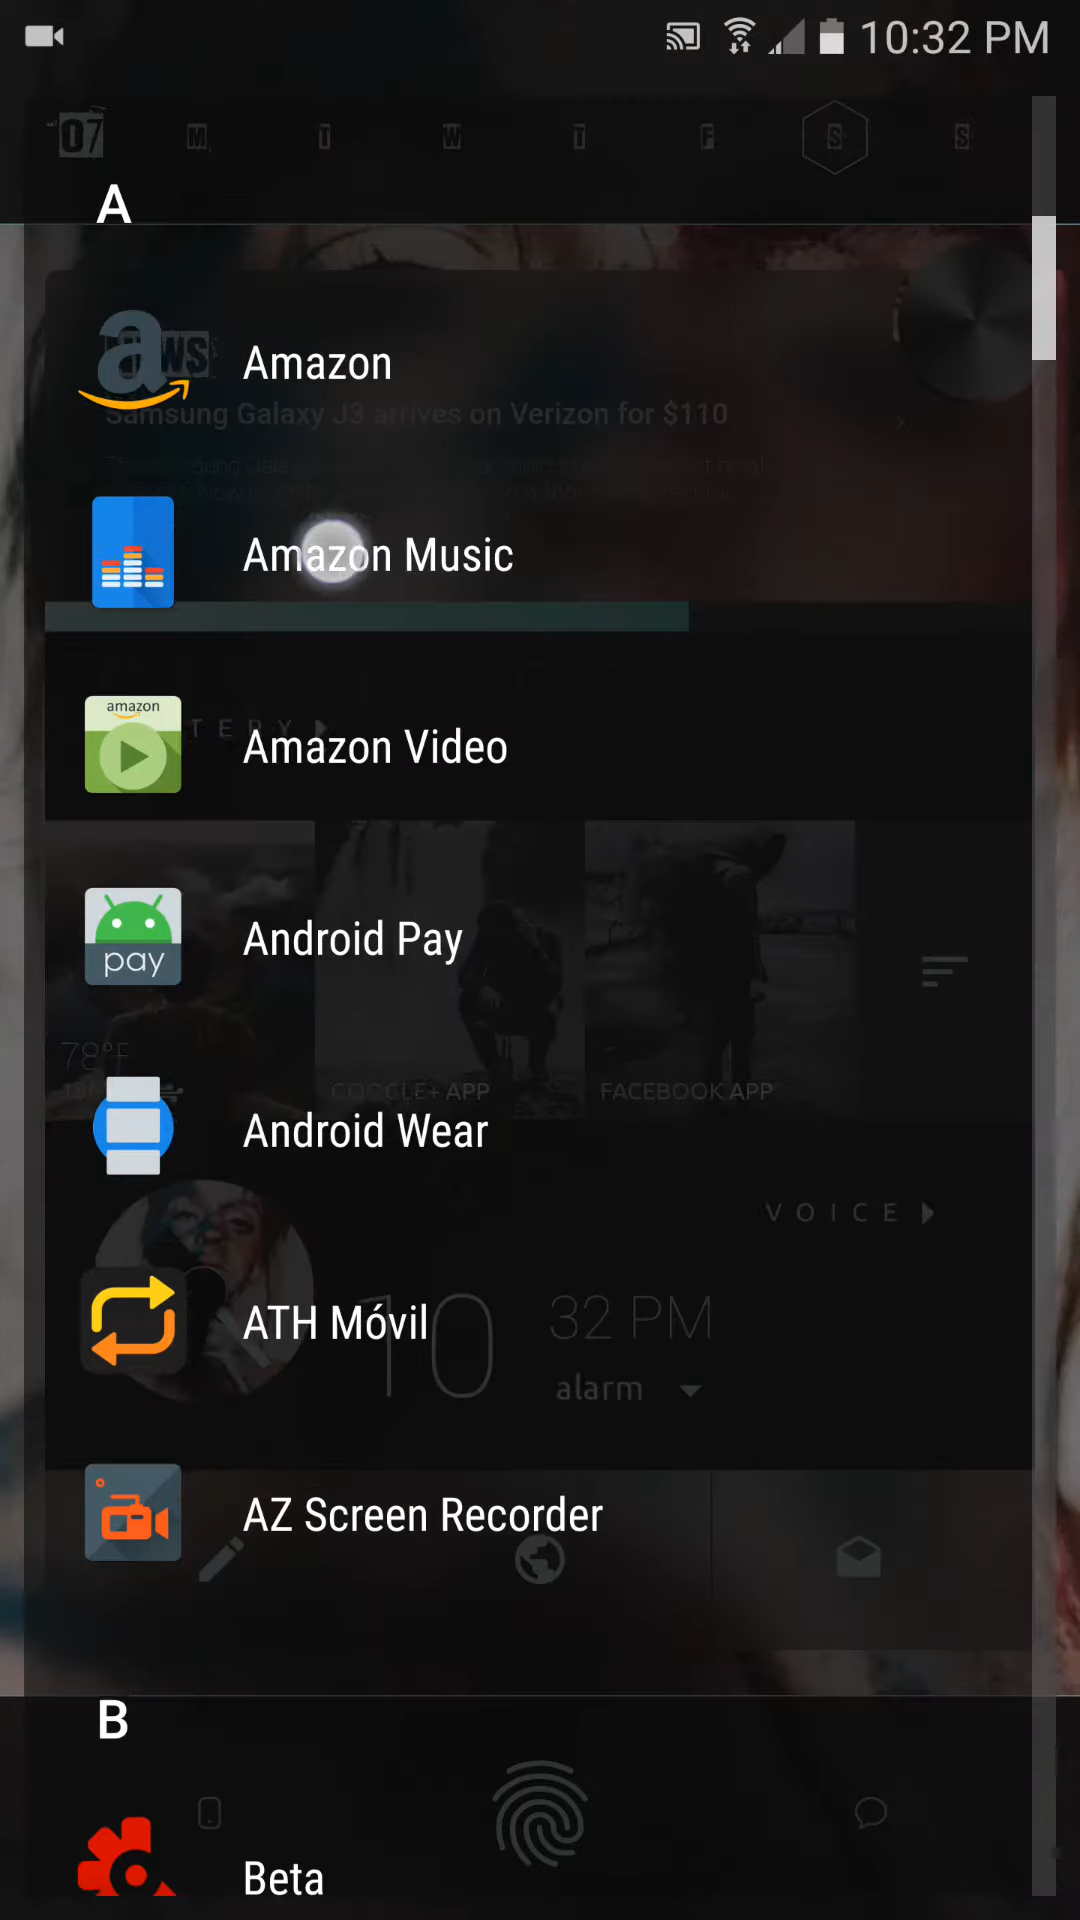 10:32 PM
07 M T W T F S S
A
a
NEWS
Amazon
Samsung Galaxy J3 arrives on Verizon for $110
Amazon Music
amazon
Amazon Video
pay
Android Pay
78°F
GOOGLE+ APP
FACEBOOK APP
Android Wear
VOICE
ATH Móvil
10
32 PM
alarm
AZ Screen Recorder
B
Beta